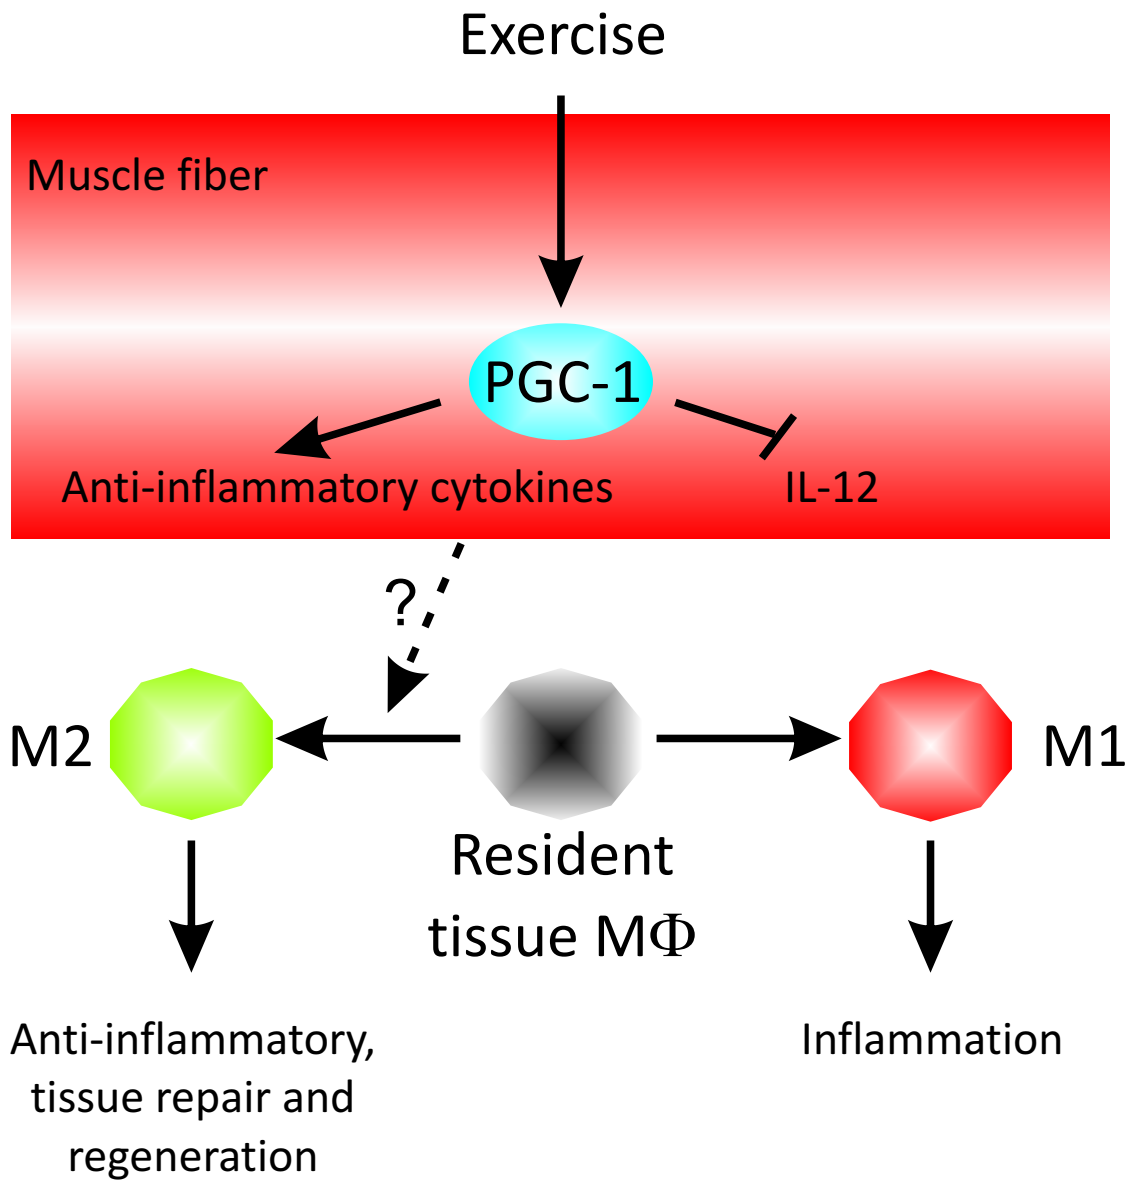 Exercise
Muscle fiber
PGC-1
Anti-inflammatory cytokines
IL-12
?
M2
M1
Resident
tissue MΦ
Anti-inflammatory,
tissue repair and
regeneration
Inflammation